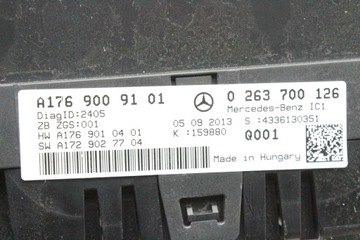 A176 900 91 01 0 263 700 126
DiagID:2405 Mercedes-Benz IC1
ZB ZGS:001 05 09 2013 S :4336130351
HW A176 901 04 01 K :159880 Q001
SW A172 902 77 04
Made in Hungary